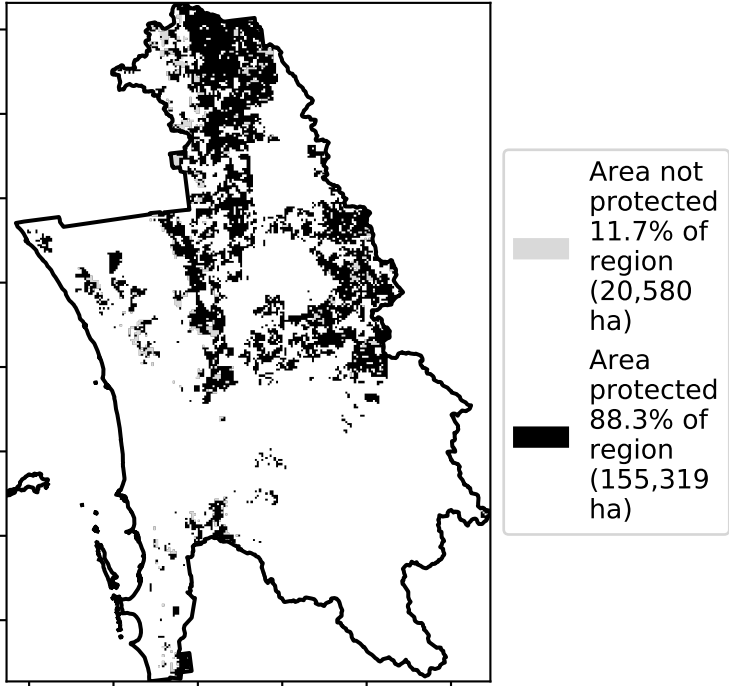 Area not
protected
11.7% of
region
(20,580
ha)
Area
protected
88.3% of
region
(155,319
ha)